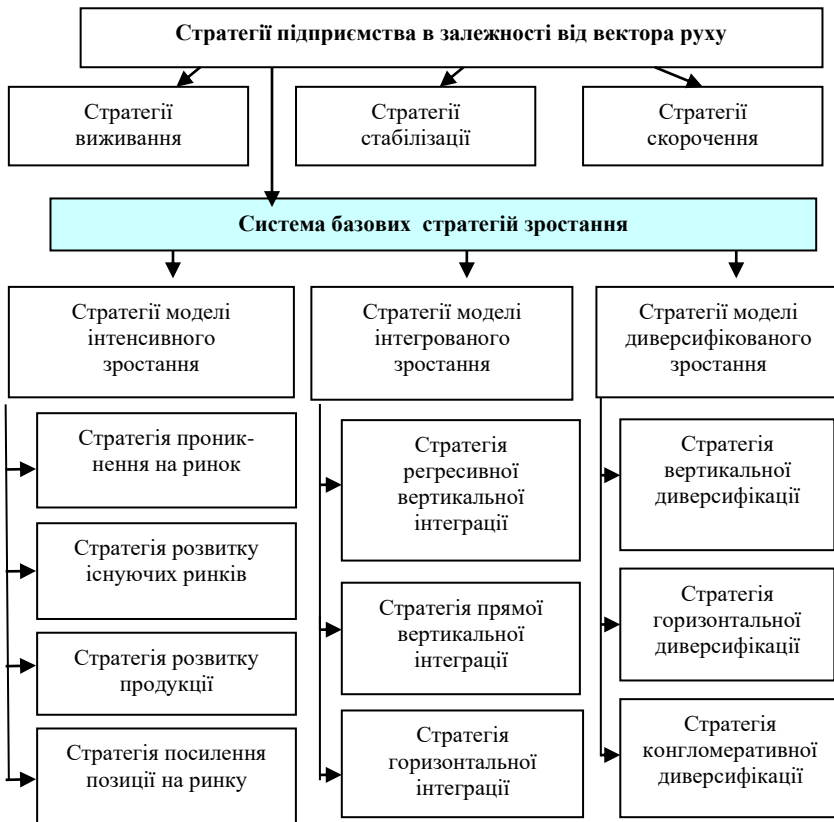 Стратегії підприємства в залежності від вектора руху
Стратегії
виживання
Стратегії
стабілізації
Стратегії
скорочення
Система базових стратегій зростання
Стратегії моделі
інтенсивного
зростання
Стратегії моделі
інтегрованого
зростання
Стратегії моделі
диверсифікованого
зростання
Стратегія проник-
нення на ринок
Стратегія розвитку
існуючих ринків
Стратегія розвитку
продукції
Стратегія посилення
позиції на ринку
Стратегія
регресивної
вертикальної
інтеграції
Стратегія прямої
вертикальної
інтеграції
Стратегія
горизонтальної
інтеграції
Стратегія
вертикальної
диверсифікації
Стратегія
горизонтальної
диверсифікації
Стратегія
конгломеративної
диверсифікації